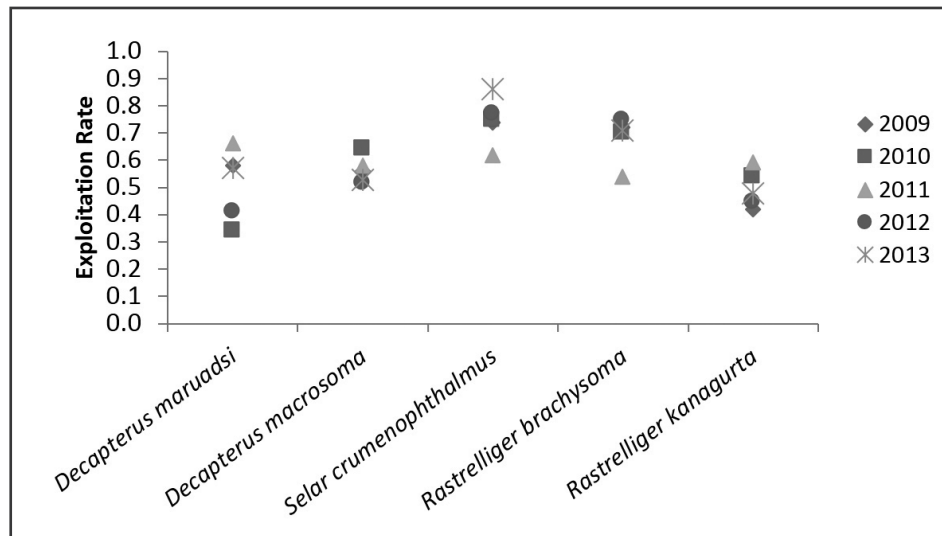 Exploitation Rate
1.0
0.9
0.8
0.7
0.6
0.5
0.4
0.3
0.2
0.1
0.0
Decapterus maruadsi
Decapterus macrosoma
Selar crumenophthalmus
Rastrelliger brachysoma
Rastrelliger kanagurta
2009
2010
2011
2012
2013